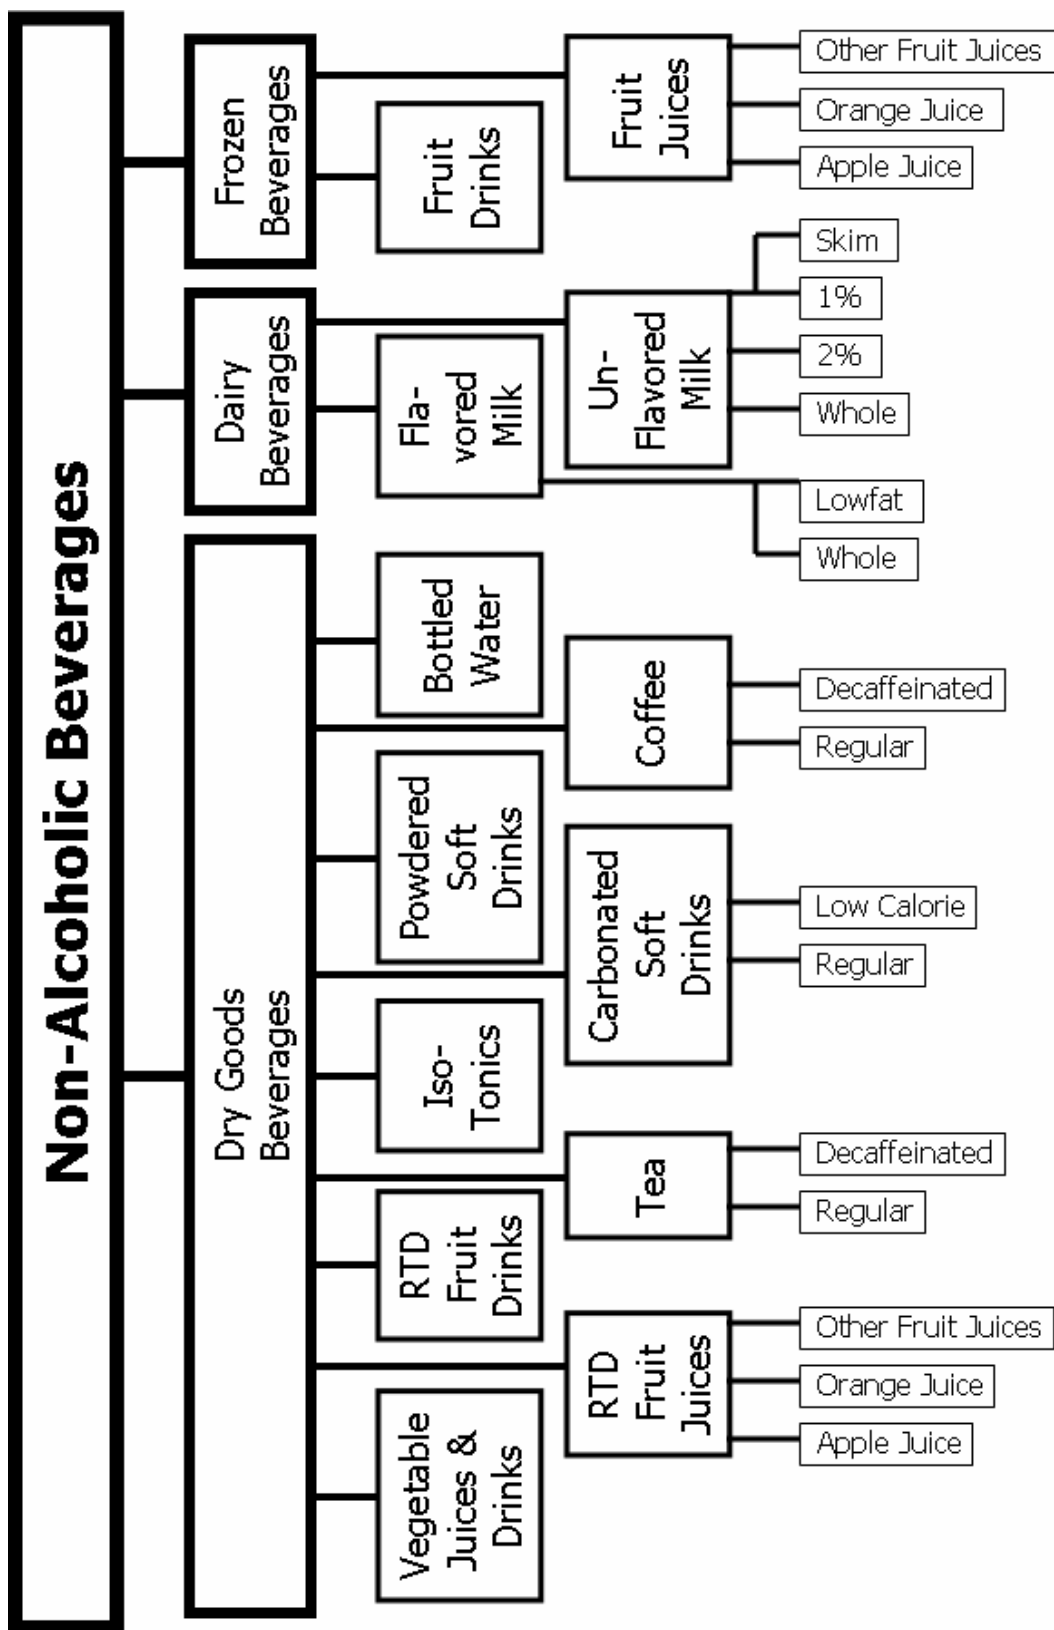 Non-Alcoholic Beverages
Dry Goods
Beverages
Dairy
Beverages
Frozen
Beverages
Vegetable
Juices &
Drinks
RTD
Fruit
Drinks
Iso-
Tonics
Powdered
Soft
Drinks
Bottled
Water
Fla-
vored
Milk
Fruit
Drinks
RTD
Fruit
Juices
Tea
Carbonated
Soft
Drinks
Coffee
Un-
Flavored
Milk
Fruit
Juices
Other Fruit Juices
Orange Juice
Apple Juice
Skim
1%
2%
Whole
Lowfat
Whole
Decaffeinated
Regular
Low Calorie
Regular
Decaffeinated
Regular
Other Fruit Juices
Orange Juice
Apple Juice